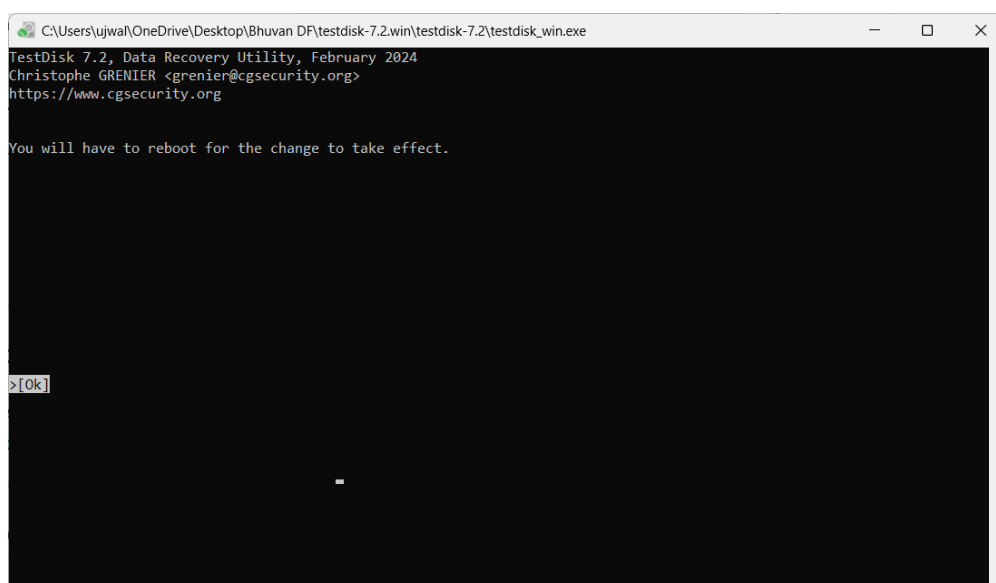 C:\Users\ujwal\OneDrive\Desktop\Bhuvan DF\testdisk-7.2.win\testdisk-7.2\testdisk_win.exe
TestDisk 7.2, Data Recovery Utility, February 2024
Christophe GRENIER <grenier@cgsecurity.org>
https://www.cgsecurity.org
You will have to reboot for the change to take effect.
>[Ok]